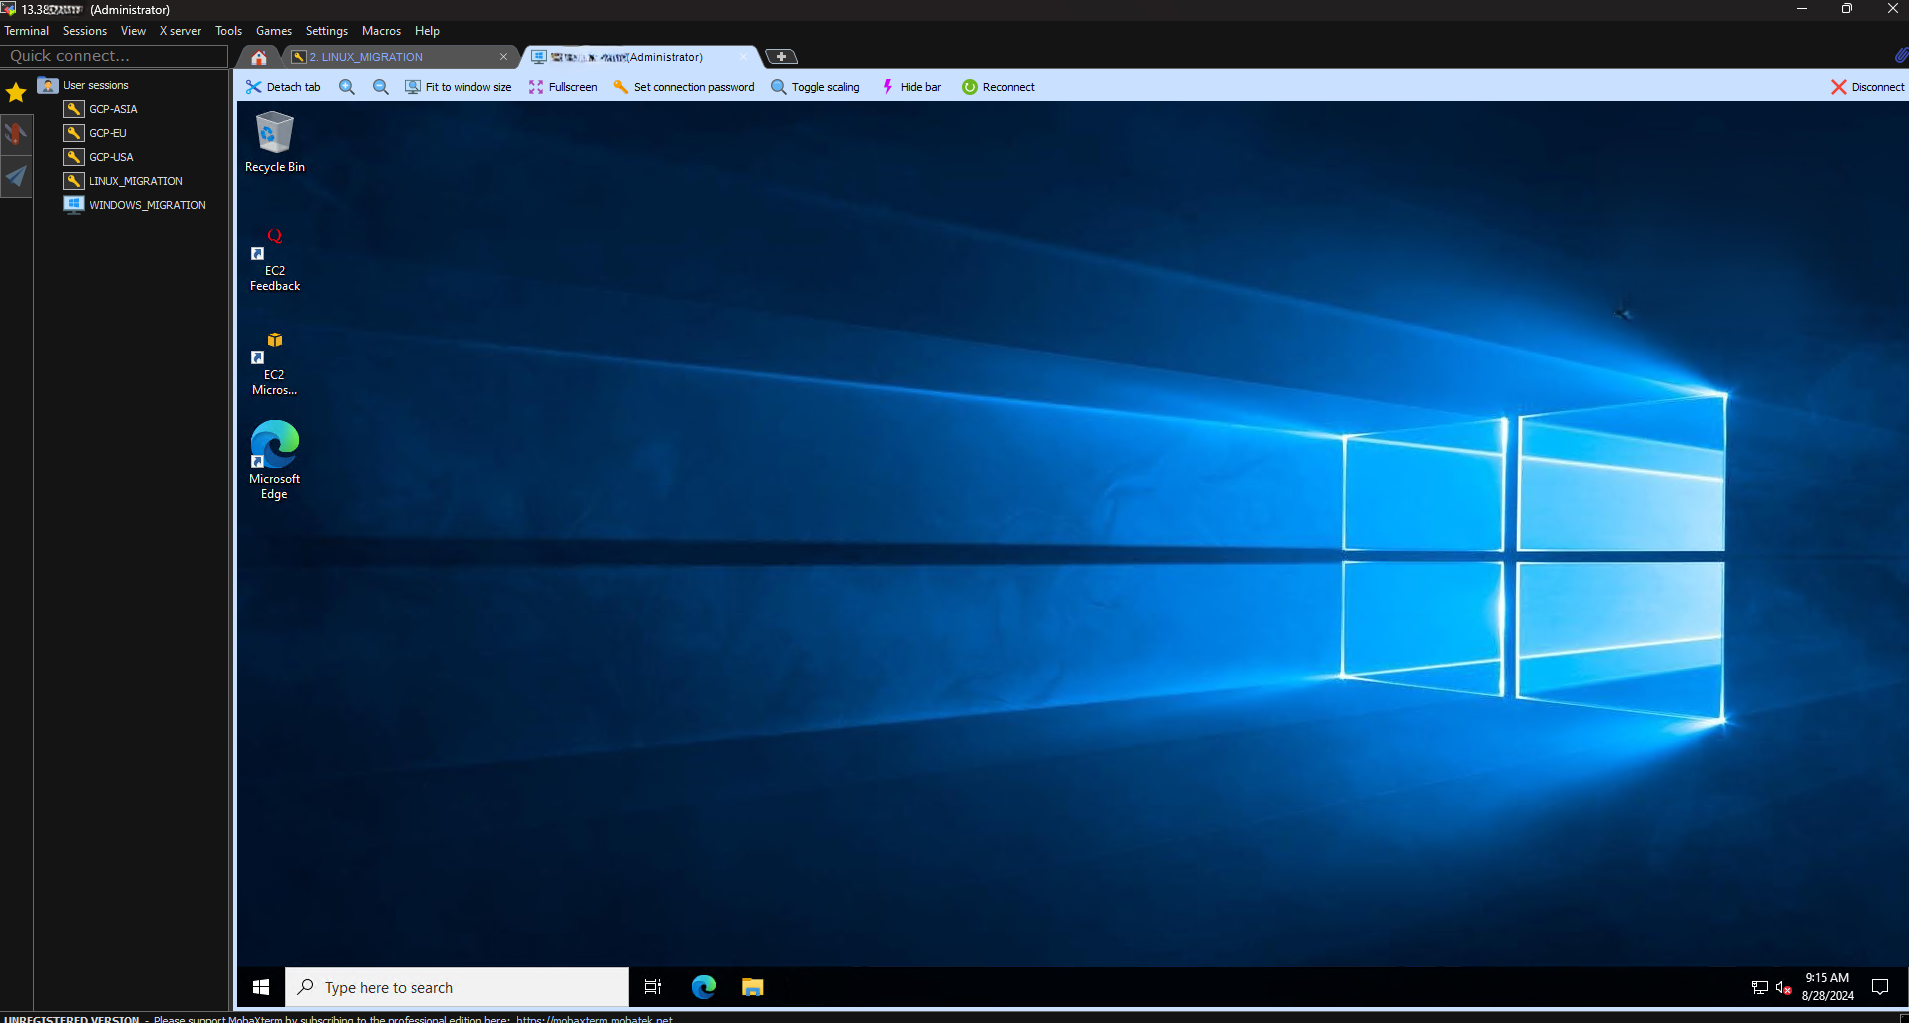 13.38 (Administrator)
Terminal Sessions View X server Tools Games Settings Macros Help
Quick connect...
2. LINUX_MIGRATION
(Administrator)
Detach tab Fit to window size Fullscreen Set connection password Toggle scaling Hide bar Reconnect Disconnect
User sessions
GCP-ASIA
GCP-EU
GCP-USA
LINUX_MIGRATION
WINDOWS_MIGRATION
Recycle Bin
EC2
Feedback
EC2
Micros...
Microsoft
Edge
Type here to search
9:15 AM
8/28/2024
UNREGISTERED VERSION - Please support MobaXterm by subscribing to the professional edition here: https://mobaxterm.mobatek.net